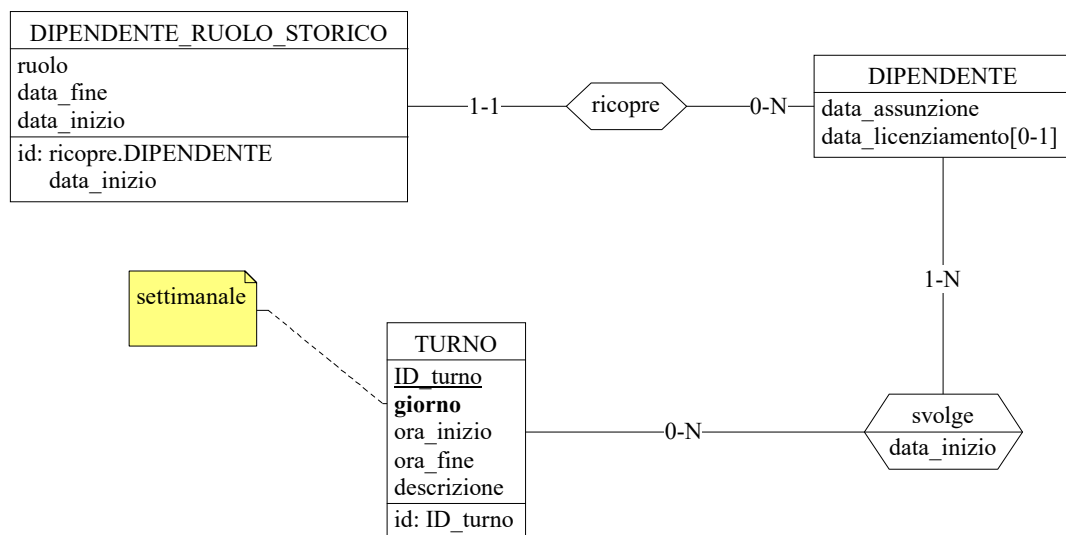 DIPENDENTE_RUOLO_STORICO
ruolo
data_fine
data_inizio
id: ricopre.DIPENDENTE
data_inizio
1-1
ricopre
0-N
DIPENDENTE
data_assunzione
data_licenziamento[0-1]
1-N
settimanale
TURNO
ID_turno
giorno
ora_inizio
ora_fine
descrizione
id: ID_turno
0-N
svolge
data_inizio